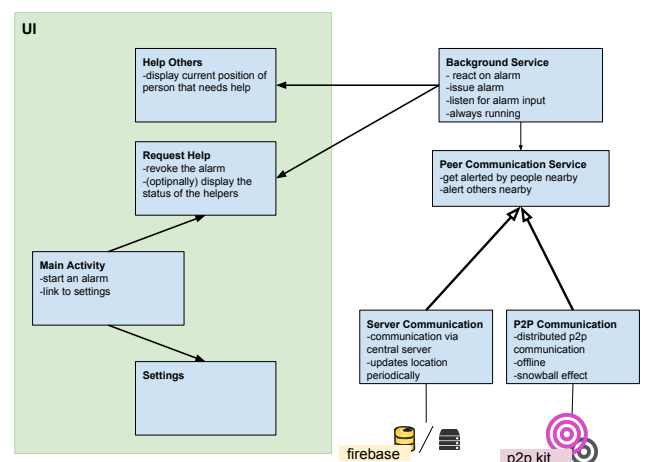 UI
Help Others
-display current position of
person that needs help
Background Service
- react on alarm
-issue alarm
-listen for alarm input
-always running
Request Help
-revoke the alarm
-(optipnally) display the
status of the helpers
Peer Communication Service
-get alerted by people nearby
-alert others nearby
Main Activity
-start an alarm
-link to settings
Server Communication
-communication via
central server
-updates location
periodically
P2P Communication
-distributed p2p
communication
-offline
-snowball effect
Settings
firebase
p2p kit